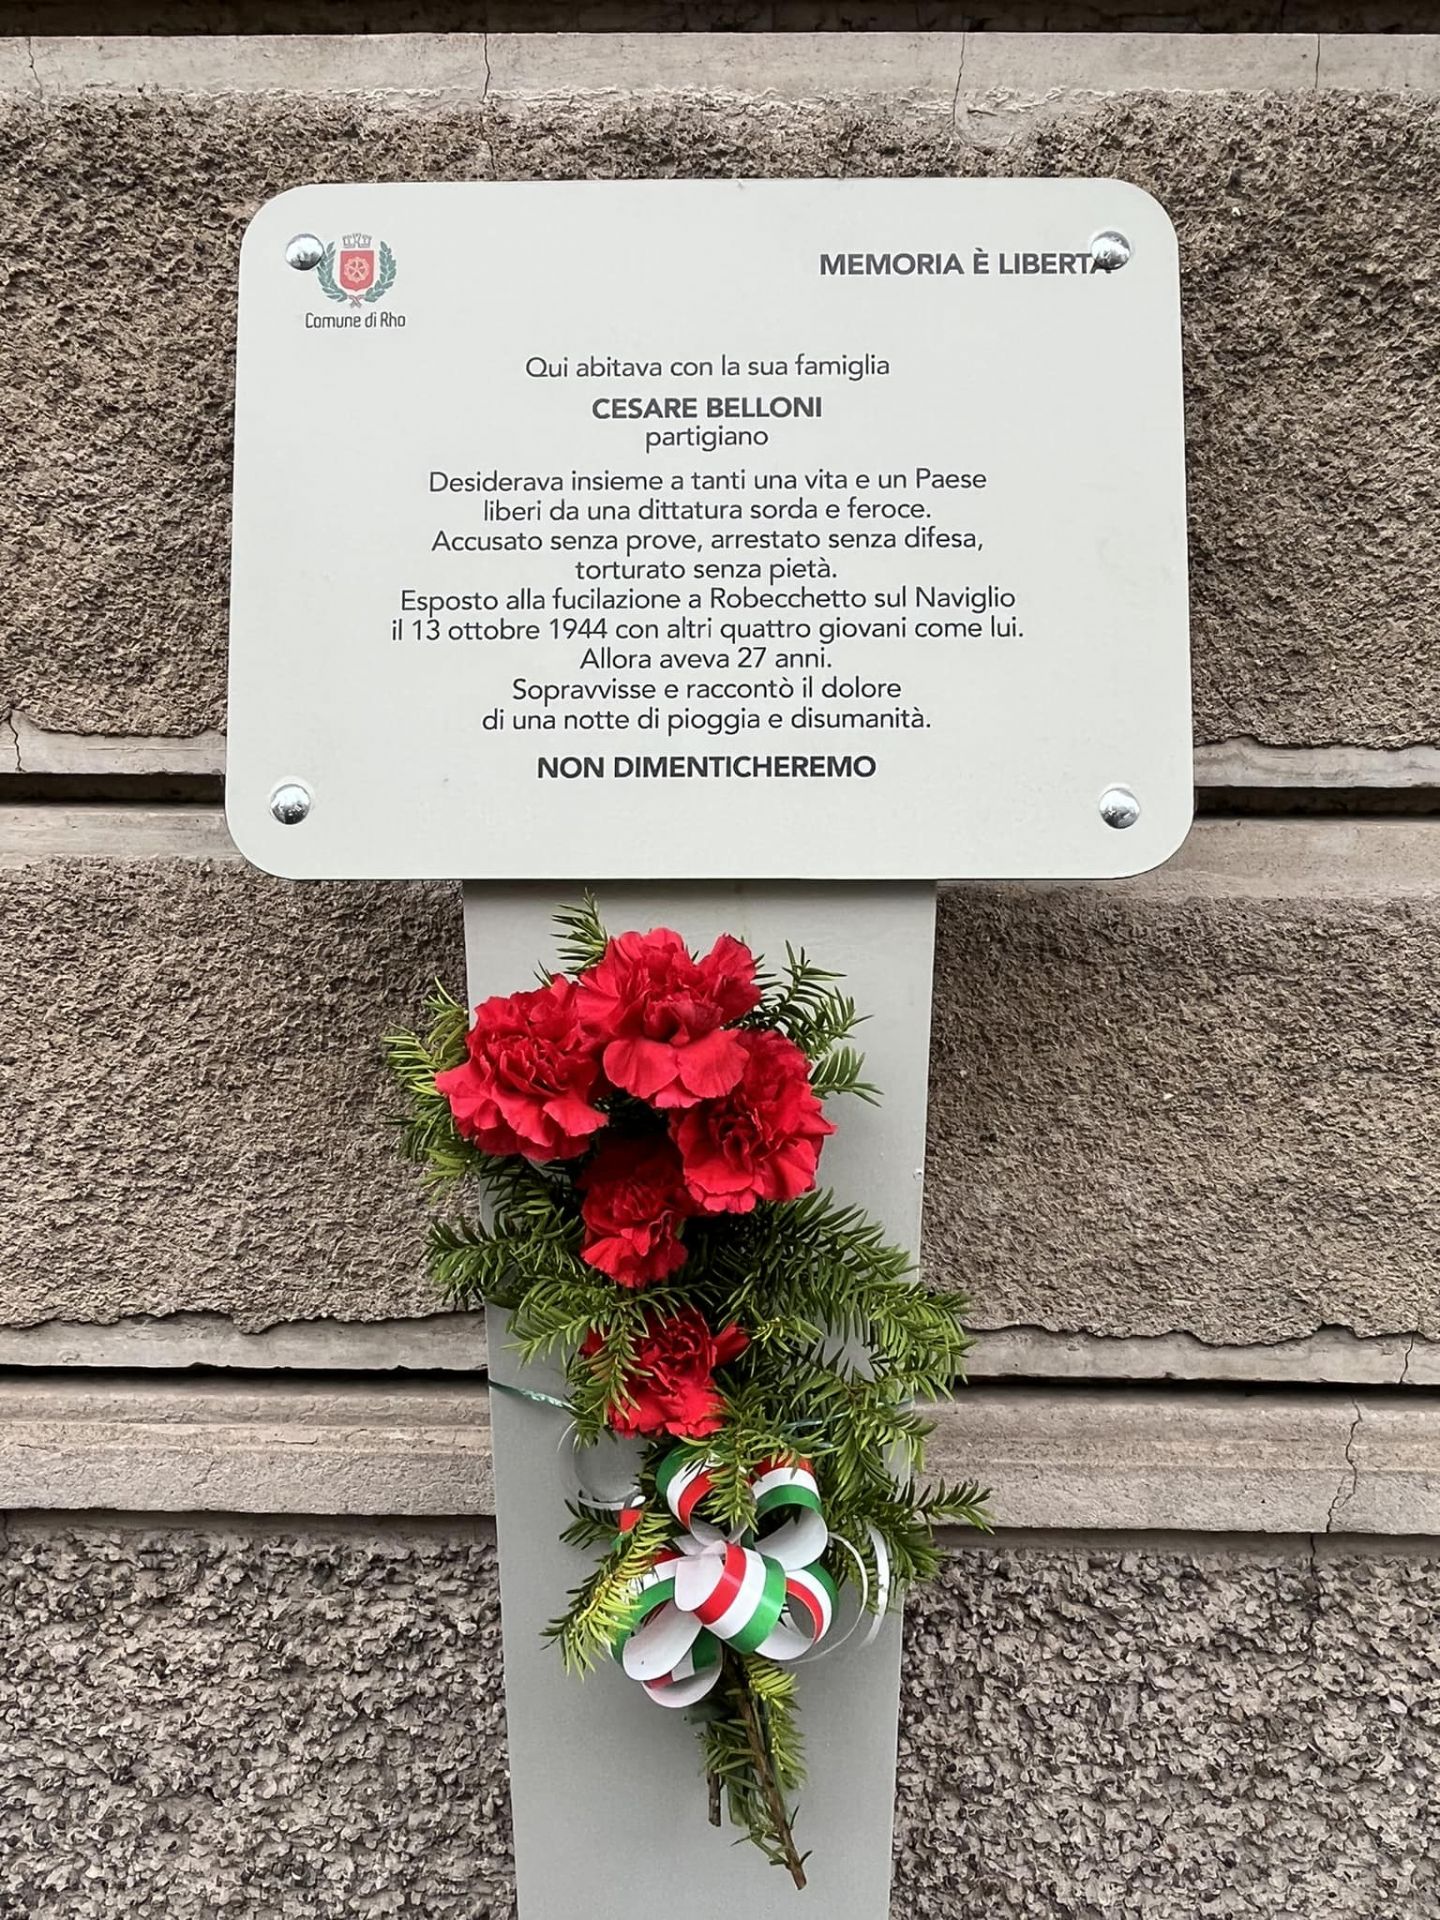 MEMORIA È LIBERTÀ
Comune di Rho
Qui abitava con la sua famiglia
CESARE BELLONI
partigiano
Desiderava insieme a tanti una vita e un Paese
liberi da una dittatura sorda e feroce.
Accusato senza prove, arrestato senza difesa,
torturato senza pietà.
Esposto alla fucilazione a Robecchetto sul Naviglio
il 13 ottobre 1944 con altri quattro giovani come lui.
Allora aveva 27 anni.
Sopravvisse e raccontò il dolore
di una notte di pioggia e disumanità.
NON DIMENTICHEREMO